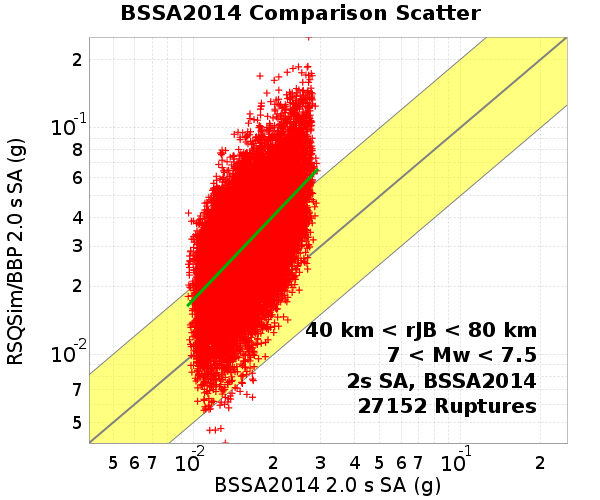 BSSA2014 Comparison Scatter
RSQSim/BBP 2.0 s SA (g)
2
10-1
8
6
4
3
2
10-2
7
5
40 km < rJB < 80 km
7 < Mw < 7.5
2s SA, BSSA2014
27152 Ruptures
5 6 7 10-2 2 3 4 5 6 7 10-1 2
BSSA2014 2.0 s SA (g)